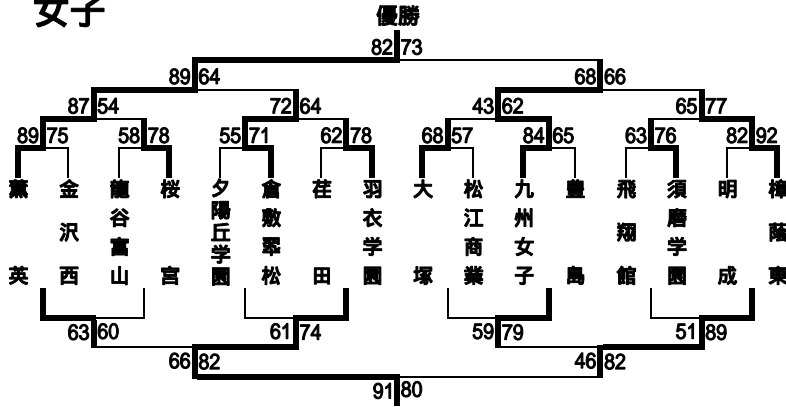 女子
優勝
82 73
89 64 68 66
87 54 72 64 43 62 65 77
89 75 58 78 55 71 62 78 68 57 84 65 63 76 82 92
薫英
金沢西
龍谷富山
桜宮
夕陽丘学園
倉敷翠松
荏田
羽衣学園
大塚
松江商業
九州女子
豊島
飛翔館
須磨学園
明成
樟蔭東
63 60 61 74 59 79 51 89
66 82 46 82
91 80